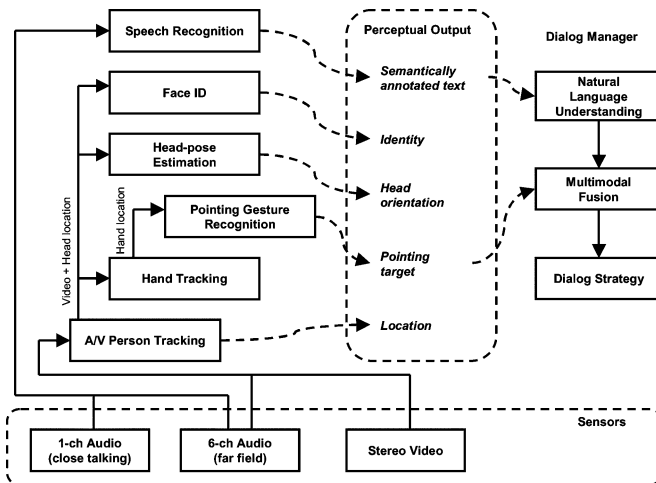 Speech Recognition
Perceptual Output
Dialog Manager
Semantically
annotated text
Natural
Language
Understanding
Face ID
Identity
Head-pose
Estimation
Head
orientation
Multimodal
Fusion
Video + Head location
Hand location
Pointing Gesture
Recognition
Pointing
target
Hand Tracking
Dialog Strategy
A/V Person Tracking
Location
Sensors
1-ch Audio
(close talking)
6-ch Audio
(far field)
Stereo Video